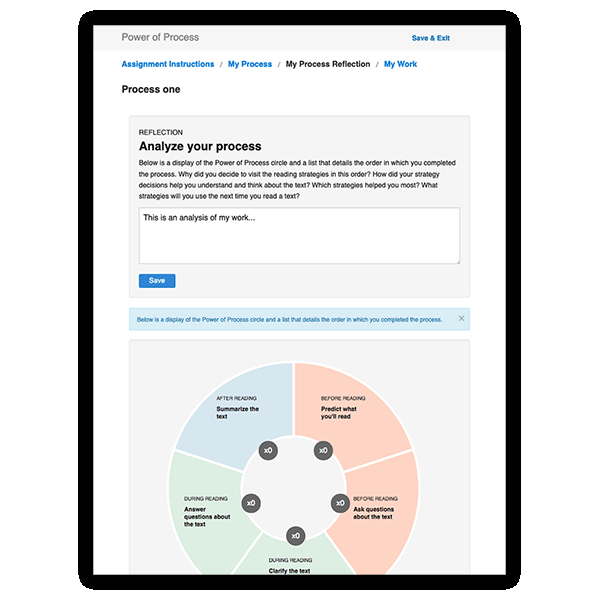 Power of Process
Save & Exit
Assignment Instructions / My Process / My Process Reflection / My Work
Process one
REFLECTION
Analyze your process
Below is a display of the Power of Process circle and a list that details the order in which you completed
the process. Why did you decide to visit the reading strategies in this order? How did your strategy
decisions help you understand and think about the text? Which strategies helped you most? What
strategies will you use the next time you read a text?
This is an analysis of my work...
Save
Below is a display of the Power of Process circle and a list that details the order in which you completed the process.
×
AFTER READING
Summarize the
text
BEFORE READING
Predict what
you'll read
x0
x0
DURING READING
Answer
questions about
the text
x0
x0
BEFORE READING
Ask questions
about the text
x0
DURING READING
Clarify the text